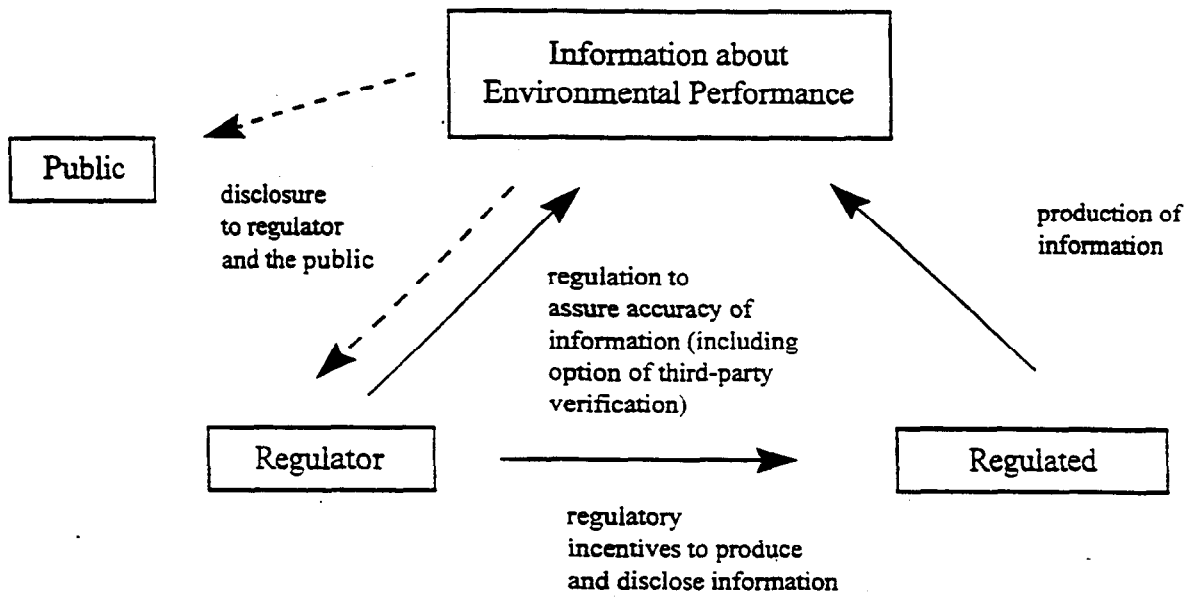 Information about
Environmental Performance
Public
disclosure
to regulator
and the public
production of
information
regulation to
assure accuracy of
information (including
option of third-party
verification)
Regulator
Regulated
regulatory
incentives to produce
and disclose information